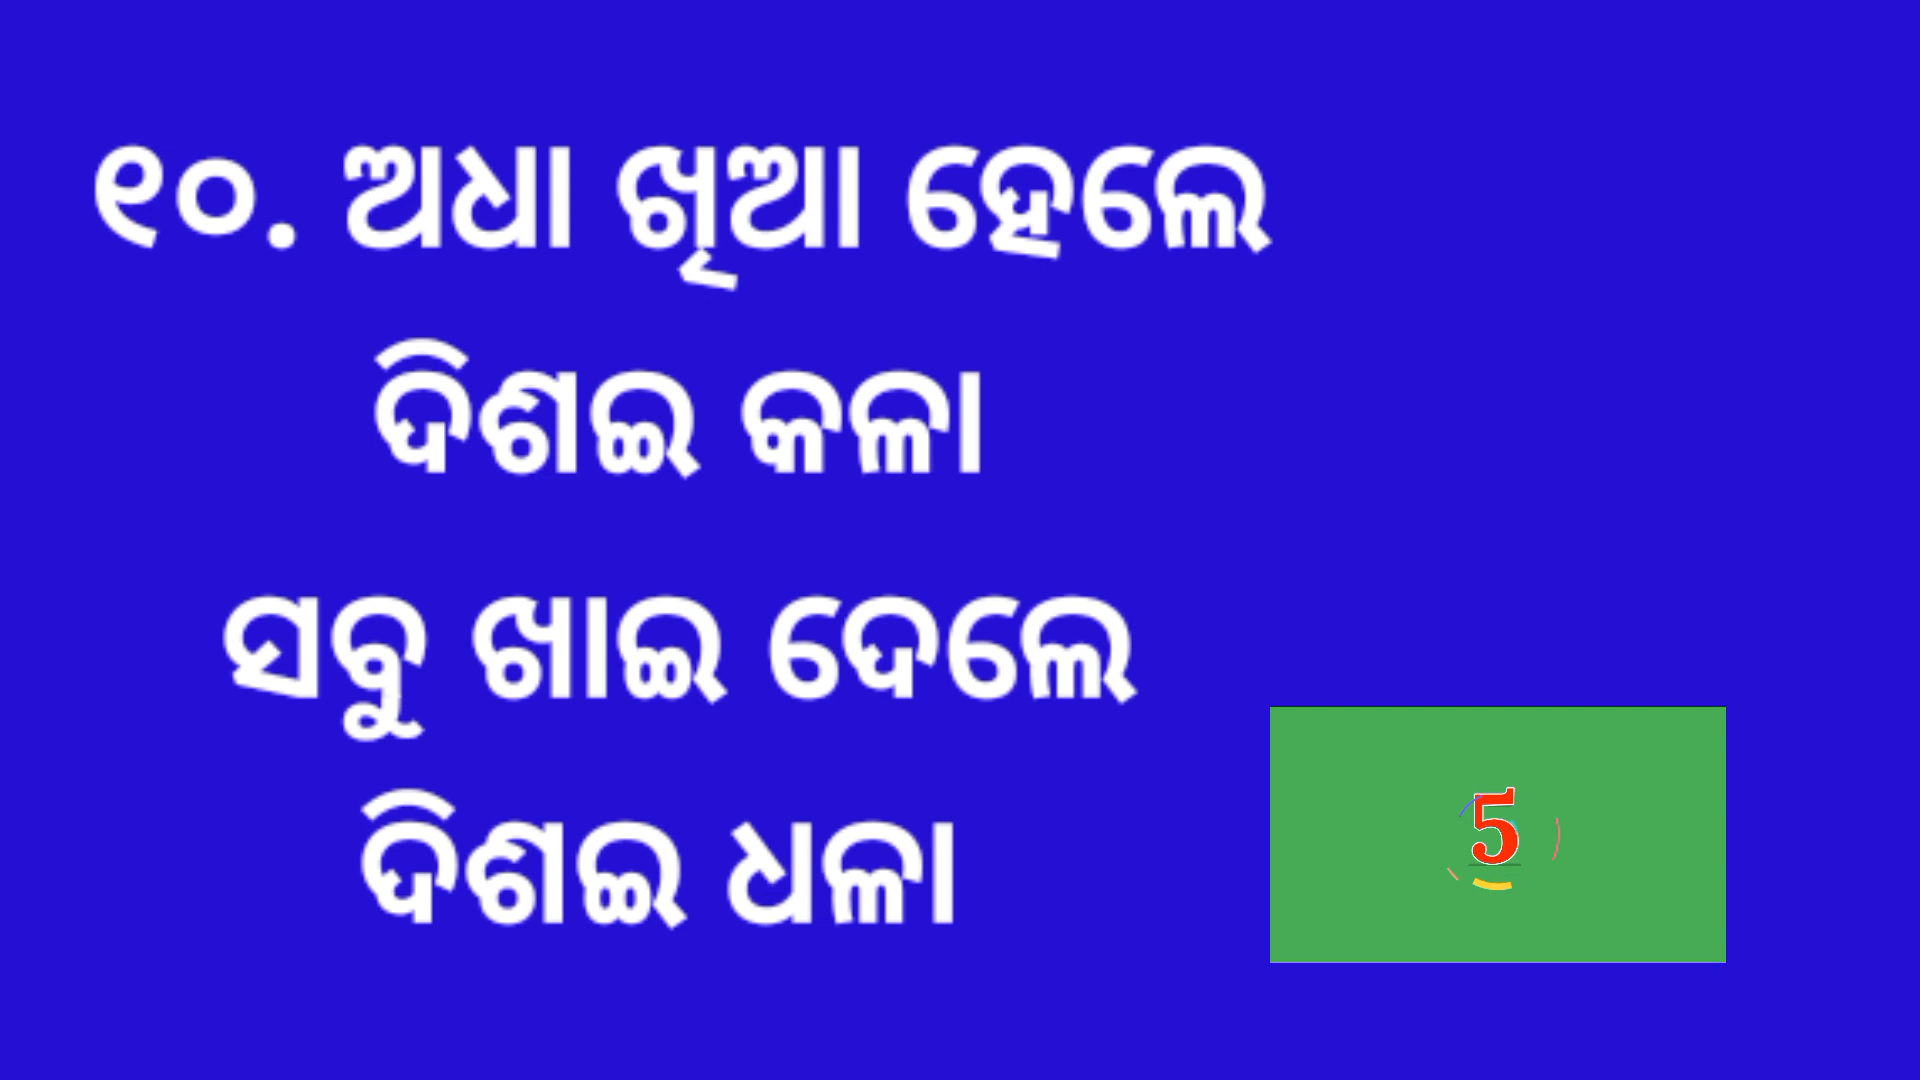 ୧୦. ଅଧା ଖିଆ ହେଲେ
ଦିଶଇ କଳା
ସବୁ ଖାଇ ଦେଲେ
ଦିଶଇ ଧଳା
5